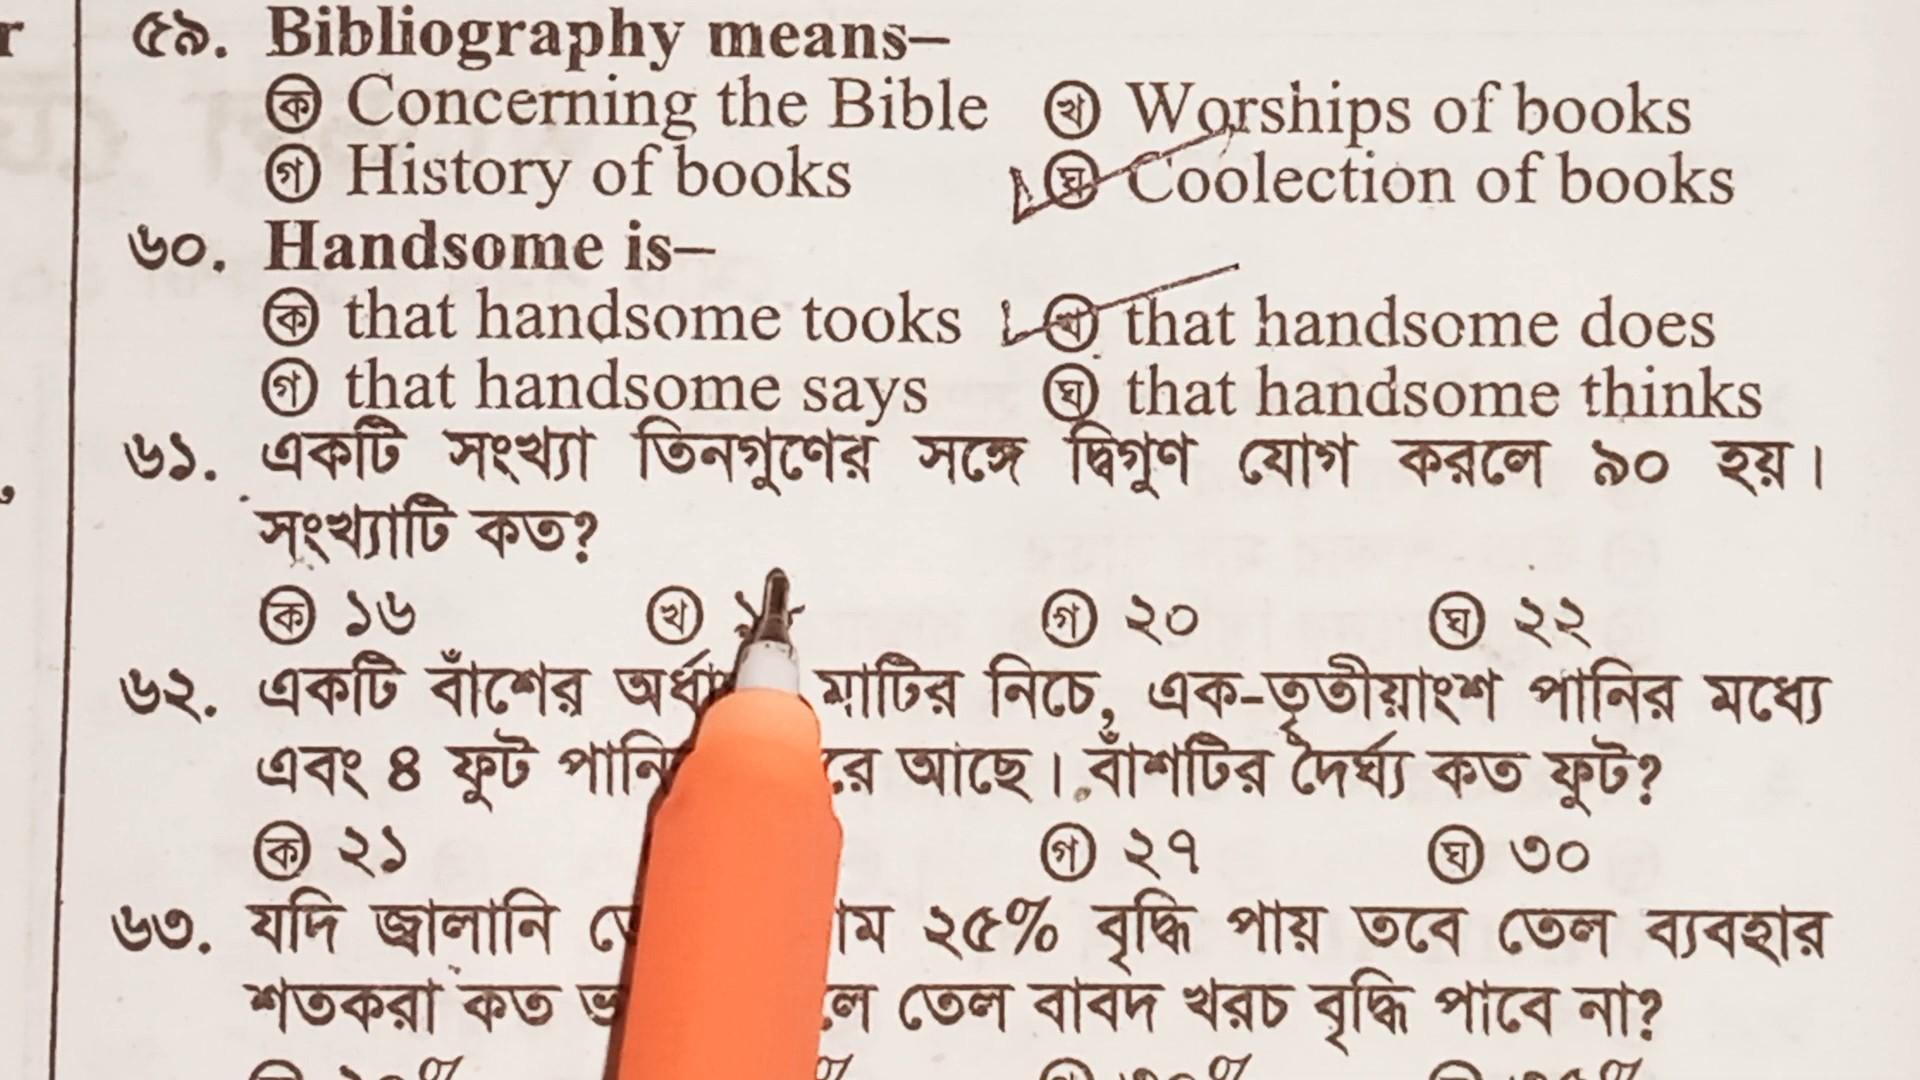 ৫৯. Bibliography means–
ক Concerning the Bible খ Worships of books
গ History of books ঘ Coolection of books
৬০. Handsome is–
ক that handsome tooks খ that handsome does
গ that handsome says ঘ that handsome thinks
৬১. একটি সংখ্যা তিনগুণের সঙ্গে দ্বিগুণ যোগ করলে ৯০ হয়।
সংখ্যাটি কত?
ক ১৬ খ গ ২০ ঘ ২২
৬২. একটি বাঁশের মাটির নিচে, এক-তৃতীয়াংশ পানির মধ্যে
এবং ৪ ফুট আছে। বাঁশটির দৈর্ঘ্য কত ফুট?
ক ২১ গ ২৭ ঘ ৩০
৬৩. যদি জ্বালানি ২৫% বৃদ্ধি পায় তবে তেল ব্যবহার
শতকরা কত তেল বাবদ খরচ বৃদ্ধি পাবে না?